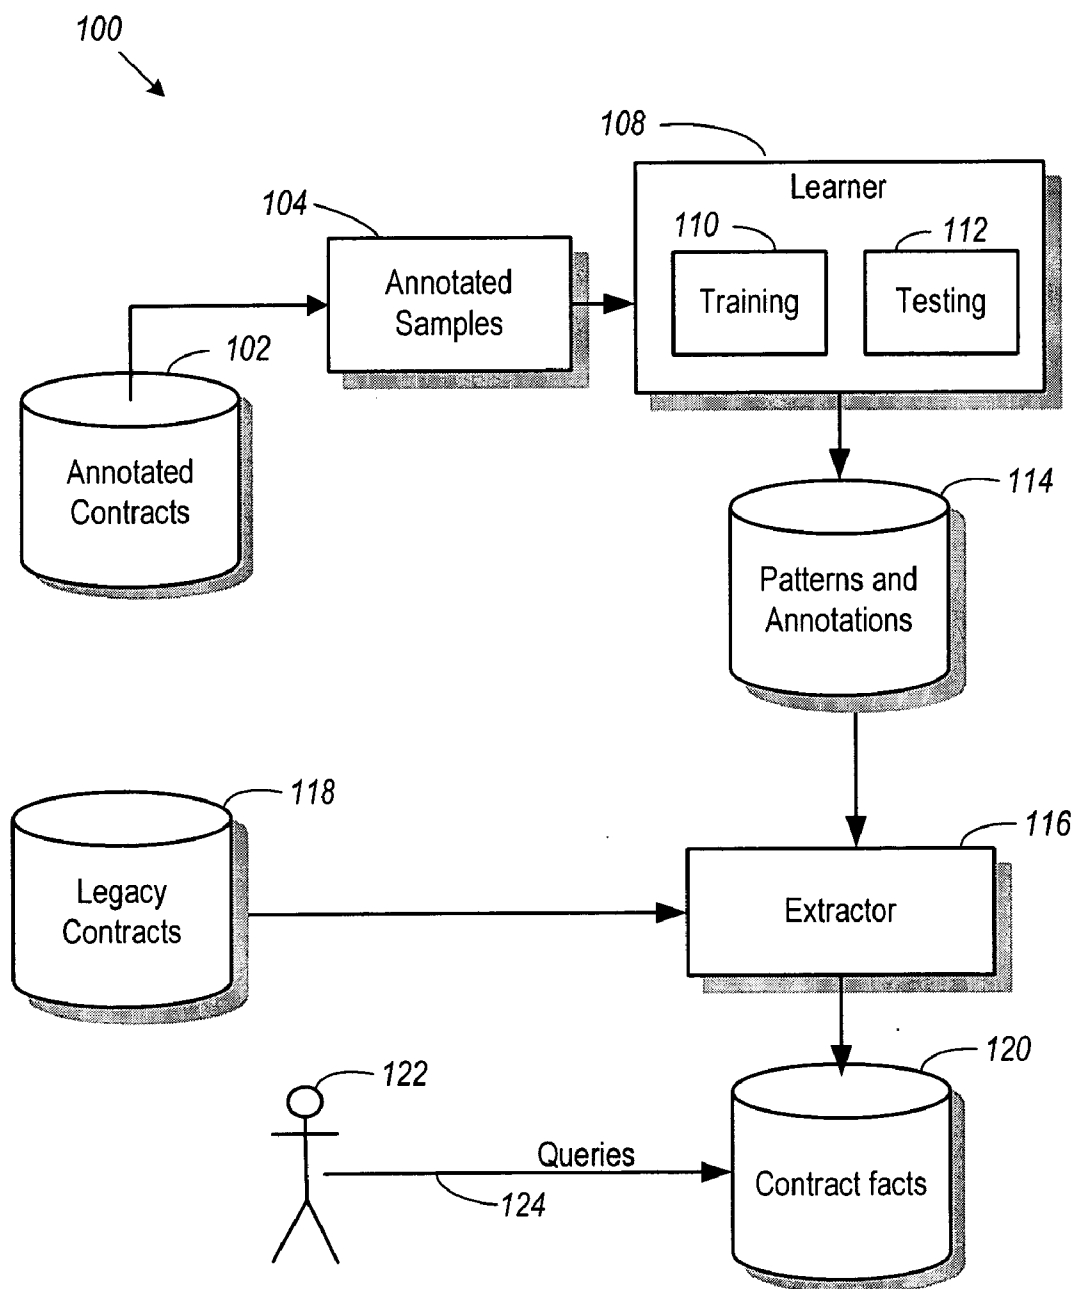 100
108
Learner
104
110
112
Annotated
Samples
Training
Testing
102
Annotated
Contracts
114
Patterns and
Annotations
118
116
Legacy
Contracts
Extractor
120
122
Queries
124
Contract facts